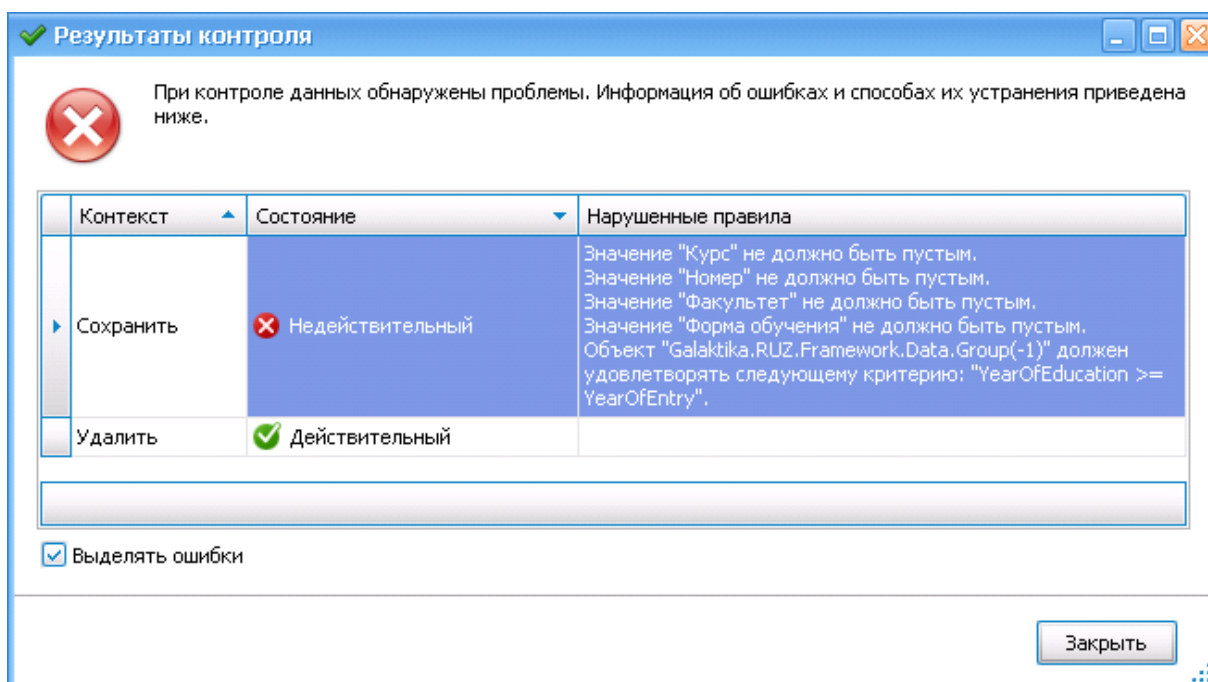 Результаты контроля
При контроле данных обнаружены проблемы. Информация об ошибках и способах их устранения приведена
ниже.
Контекст
Состояние
Нарушенные правила
Сохранить
Недействительный
Значение "Курс" не должно быть пустым.
Значение "Номер" не должно быть пустым.
Значение "Факультет" не должно быть пустым.
Значение "Форма обучения" не должно быть пустым.
Объект "Galaktika.RUZ.Framework.Data.Group(-1)" должен
удовлетворять следующему критерию: "YearOfEducation >=
YearOfEntry".
Удалить
Действительный
Выделять ошибки
Закрыть